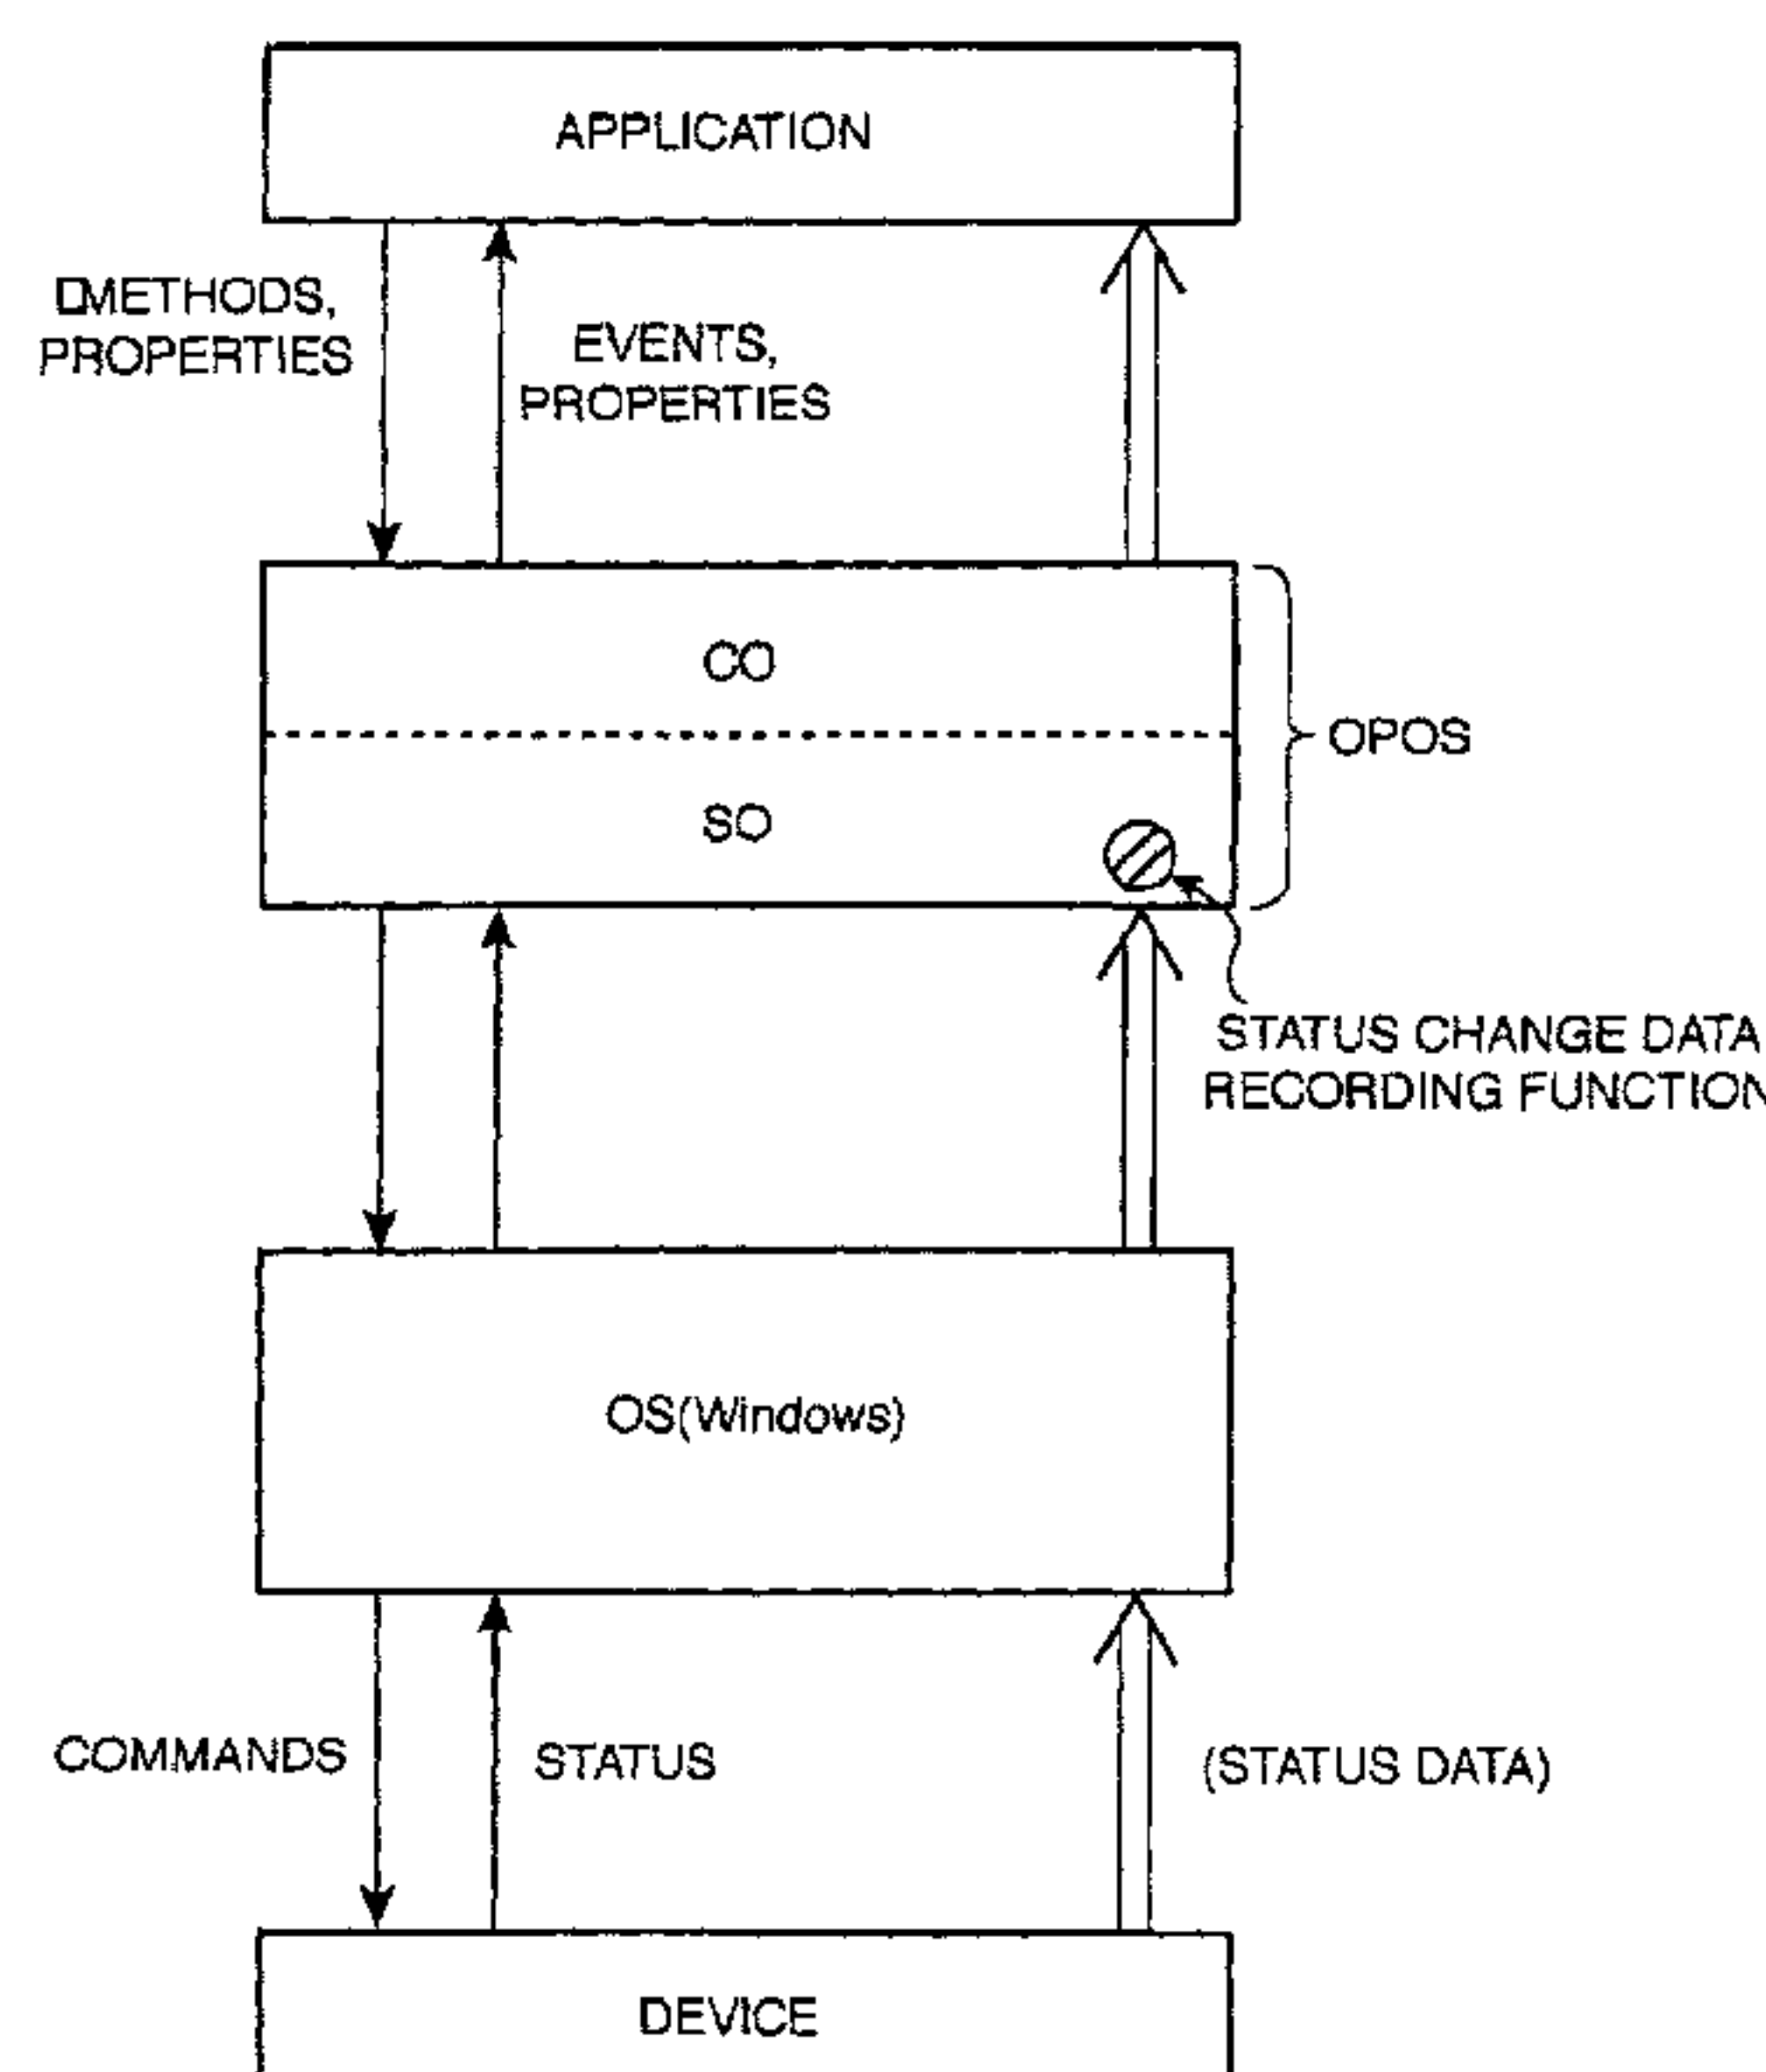 APPLICATION
DMETHODS,
PROPERTIES
EVENTS,
PROPERTIES
CO
OPOS
SO
STATUS CHANGE DATA
RECORDING FUNCTION
OS(Windows)
COMMANDS
STATUS
(STATUS DATA)
DEVICE